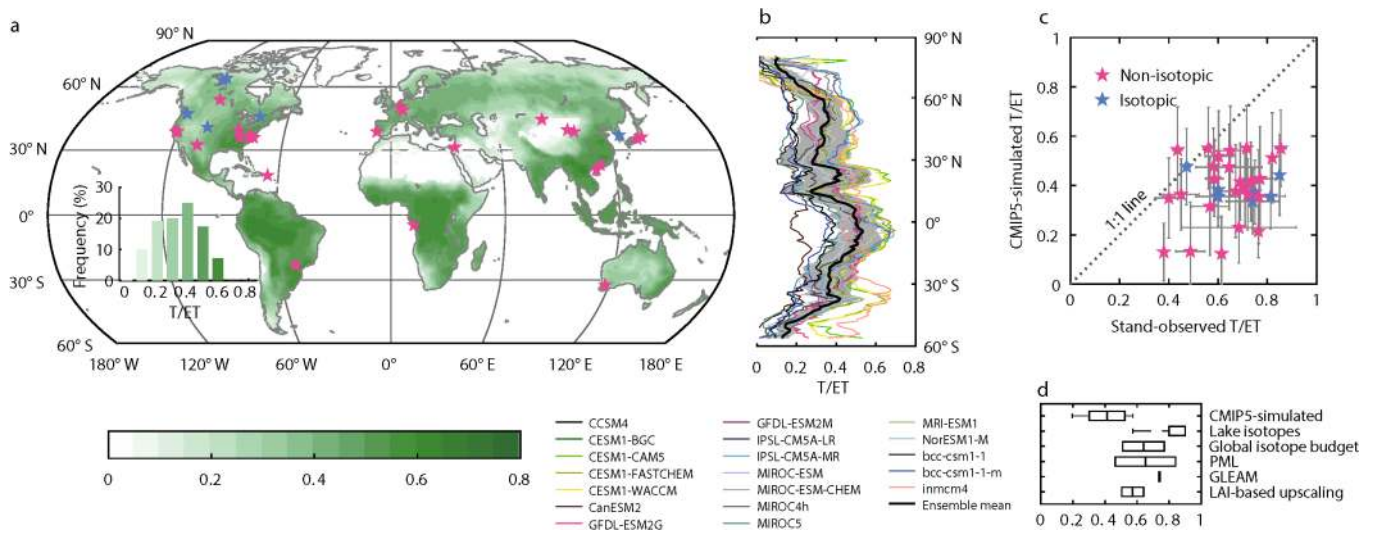 a
90° N
60° N
30° N
0°
30° S
60° S
180° W
120° W
60° W
0°
60° E
120° E
180° E
Frequency (%)
30
20
10
0
0
0.2
0.4
0.6
0.8
T/ET
0
0.2
0.4
0.6
0.8
b
90° N
60° N
30° N
0°
30° S
60° S
0
0.2
0.4
0.6
0.8
T/ET
CCSM4
CESM1-BGC
CESM1-CAM5
CESM1-FASTCHEM
CESM1-WACCM
CanESM2
GFDL-ESM2G
GFDL-ESM2M
IPSL-CM5A-LR
IPSL-CM5A-MR
MIROC-ESM
MIROC-ESM-CHEM
MIROC4h
MIROC5
MRI-ESM1
NorESM1-M
bcc-csm1-1
bcc-csm1-1-m
inmcm4
Ensemble mean
c
CMIP5-simulated T/ET
1
0.8
0.6
0.4
0.2
0
Non-isotopic
Isotopic
1:1 line
0
0.2
0.4
0.6
0.8
1
Stand-observed T/ET
d
CMIP5-simulated
Lake isotopes
Global isotope budget
PML
GLEAM
LAI-based upscaling
0
0.2
0.4
0.6
0.8
1